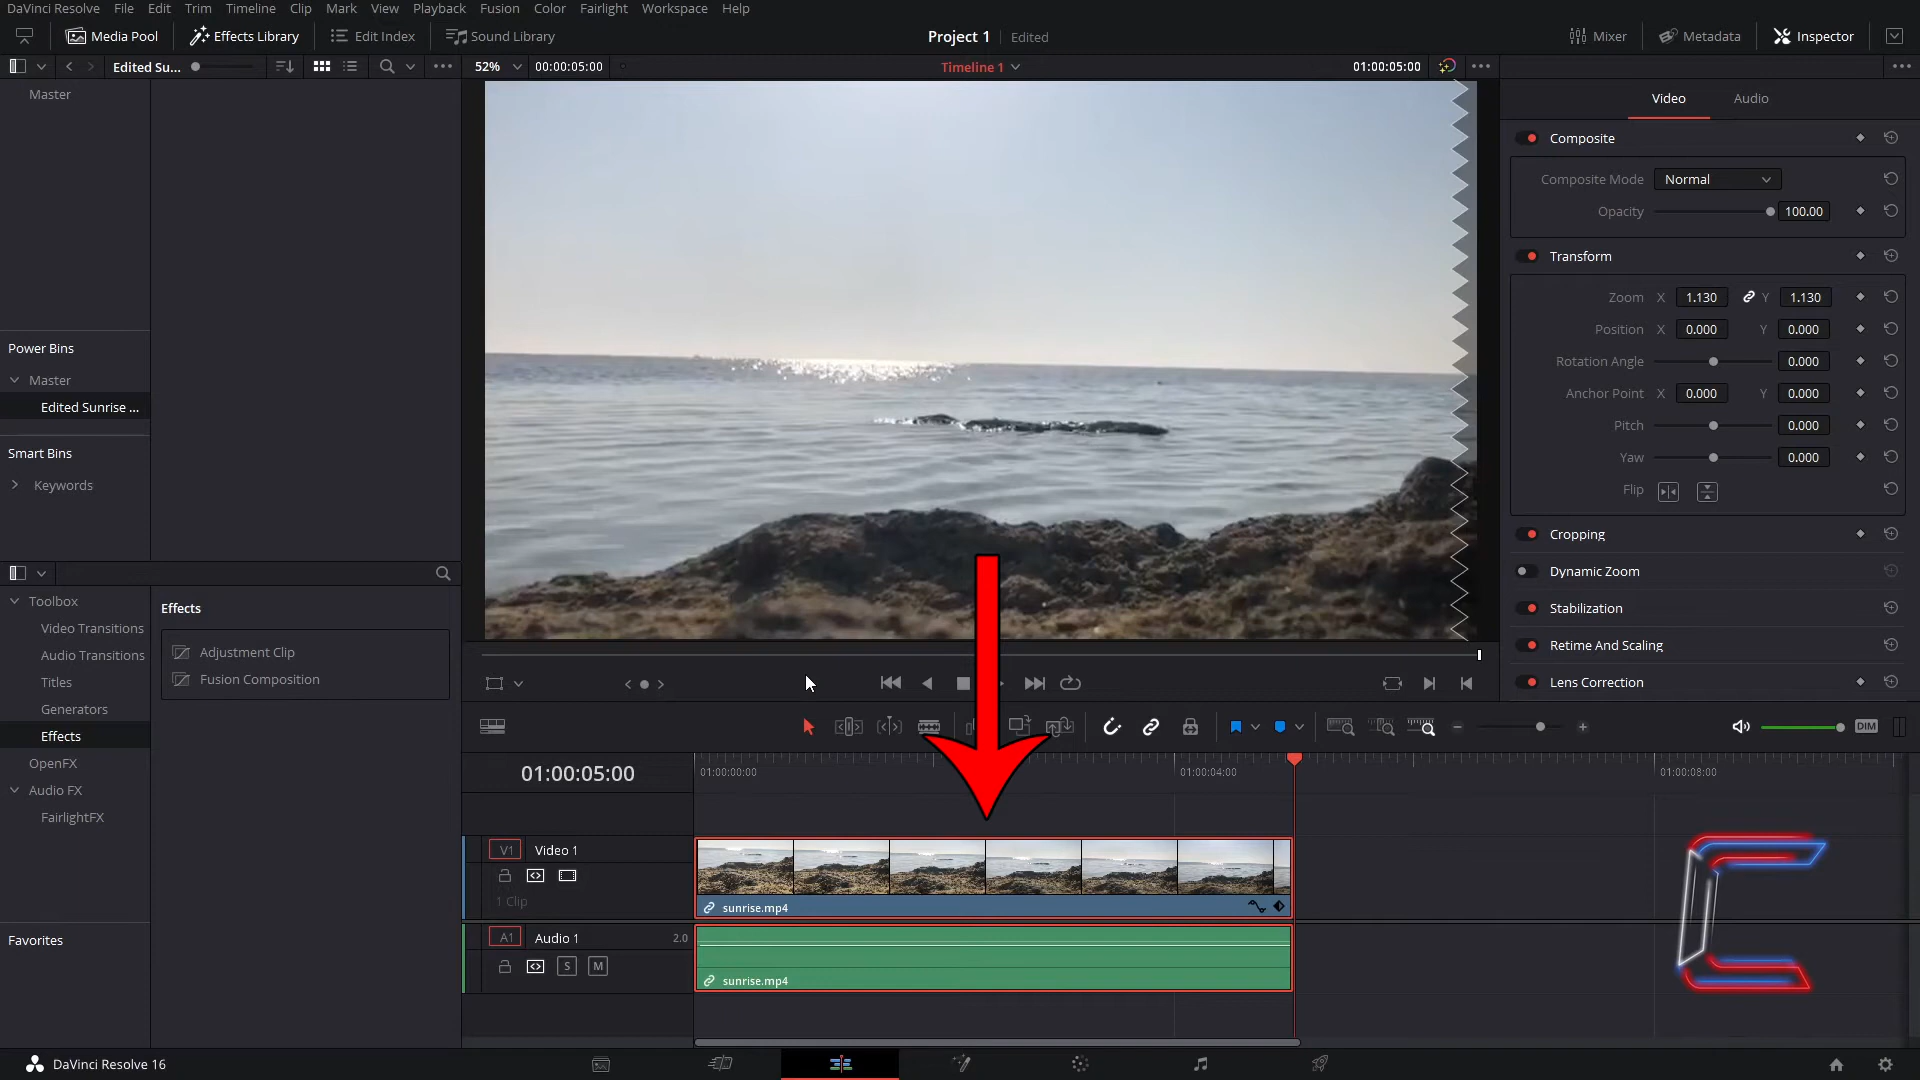 DaVinci Resolve File Edit Trim Timeline Clip Mark View Playback Fusion Color Fairlight Workspace Help
Media Pool Effects Library Edit Index Sound Library Project 1 Edited Mixer Metadata Inspector
Edited Su... 52% 00:00:05:00 Timeline 1 01:00:05:00
Master
Power Bins
Master
Edited Sunrise ...
Smart Bins
Keywords
Toolbox
Video Transitions
Audio Transitions
Titles
Generators
Effects
OpenFX
Audio FX
FairlightFX
Favorites
Effects
Adjustment Clip
Fusion Composition
Video Audio
Composite
Composite Mode Normal
Opacity 100.00
Transform
Zoom X 1.130 Y 1.130
Position X 0.000 Y 0.000
Rotation Angle 0.000
Anchor Point X 0.000 Y 0.000
Pitch 0.000
Yaw 0.000
Flip
Cropping
Dynamic Zoom
Stabilization
Retime And Scaling
Lens Correction
DIM
01:00:05:00 01:00:00:00 01:00:04:00 01:00:08:00
V1 Video 1
1 Clip
sunrise.mp4
A1 Audio 1 2.0
S M
sunrise.mp4
DaVinci Resolve 16